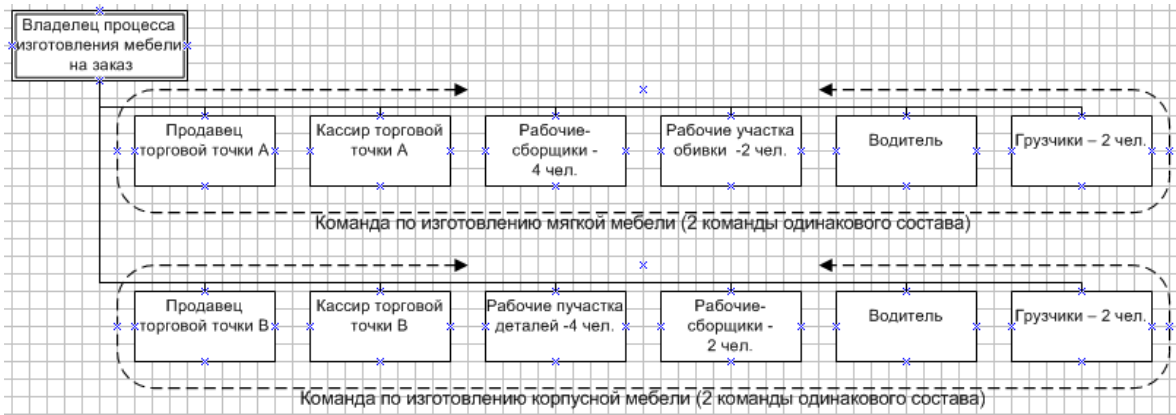 Владелец процесса
изготовления мебели
на заказ
Продавец
торговой точки А
Кассир торговой
точки А
Рабочие-
сборщики -
4 чел.
Рабочие участка
обивки -2 чел.
Водитель
Грузчики – 2 чел.
Команда по изготовлению мягкой мебели (2 команды одинакового состава)
Продавец
торговой точки В
Кассир торговой
точки В
Рабочие пучастка
деталей -4 чел.
Рабочие-
сборщики -
2 чел.
Водитель
Грузчики – 2 чел.
Команда по изготовлению корпусной мебели (2 команды одинакового состава)